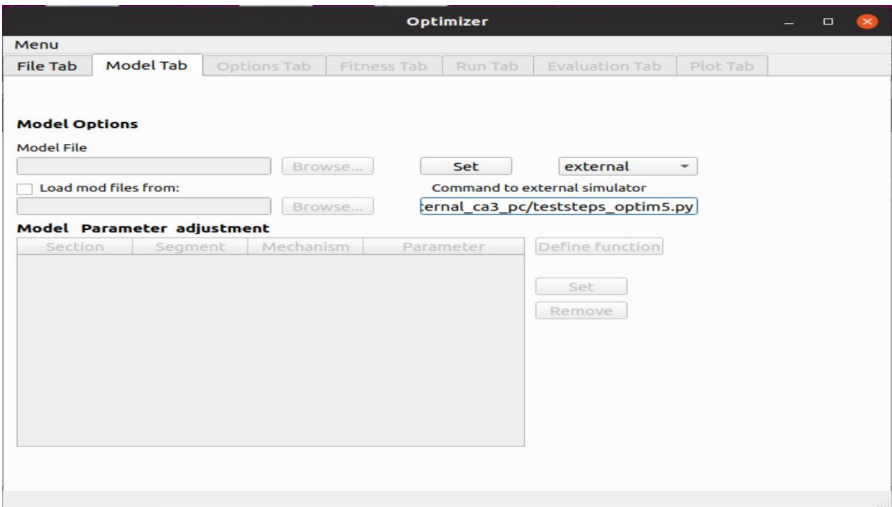 Optimizer
Menu
File Tab Model Tab Options Tab Fitness Tab Run Tab Evaluation Tab Plot Tab
Model Options
Model File
Browse... Set external
Load mod files from: Command to external simulator
Browse... ternal_ca3_pc/teststeps_optim5.py
Model Parameter adjustment
Section Segment Mechanism Parameter Define function
Set
Remove